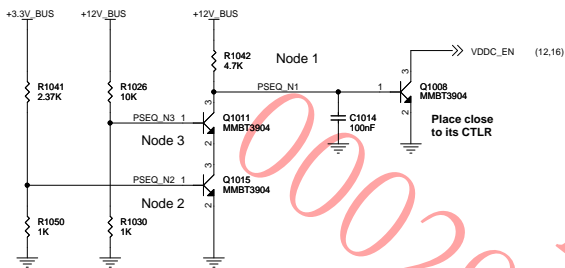 +3.3V_BUS
+12V_BUS
+12V_BUS
R1041
2.37K
R1026
10K
R1042
4.7K
Node 1
VDDC_EN (12,16)
PSEQ_N1
1
3
2
Q1008
MMBT3904
PSEQ_N3 1
3
2
Q1011
MMBT3904
Node 3
C1014
100nF
Place close
to its CTLR
PSEQ_N2 1
3
2
Q1015
MMBT3904
Node 2
R1050
1K
R1030
1K